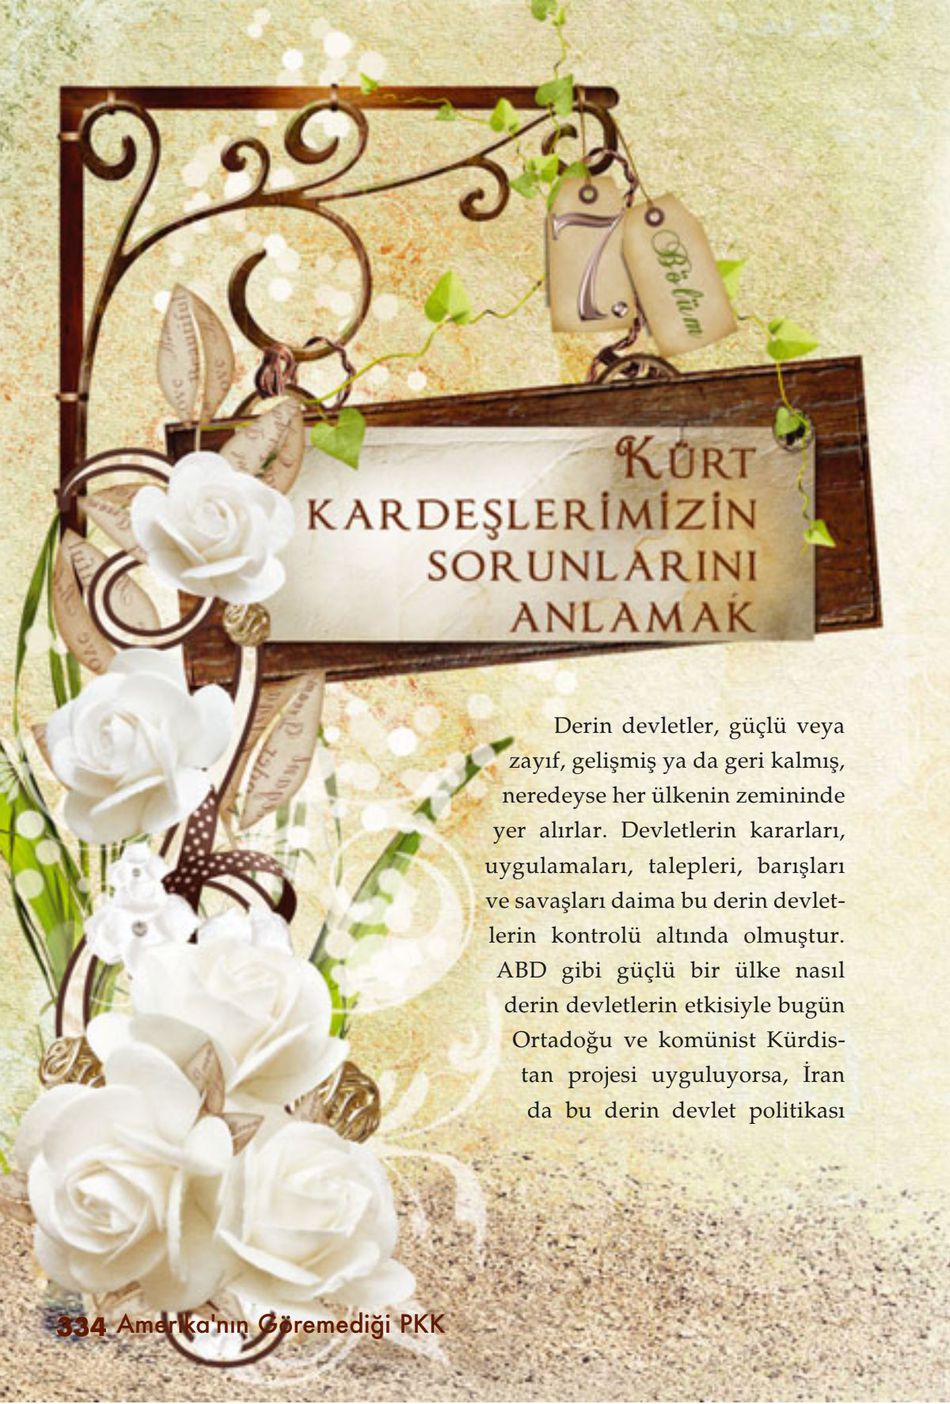 7.
Bölüm
KÜRT
KARDEŞLERİMİZİN
SORUNLARINI
ANLAMAK
Derin devletler, güçlü veya
zayıf, gelişmiş ya da geri kalmış,
neredeyse her ülkenin zemininde
yer alırlar. Devletlerin kararları,
uygulamaları, talepleri, barışları
ve savaşları daima bu derin devlet-
lerin kontrolü altında olmuştur.
ABD gibi güçlü bir ülke nasıl
derin devletlerin etkisiyle bugün
Ortadoğu ve komünist Kürdis-
tan projesi uyguluyorsa, İran
da bu derin devlet politikası
334 Amerika'nın Göremediği PKK